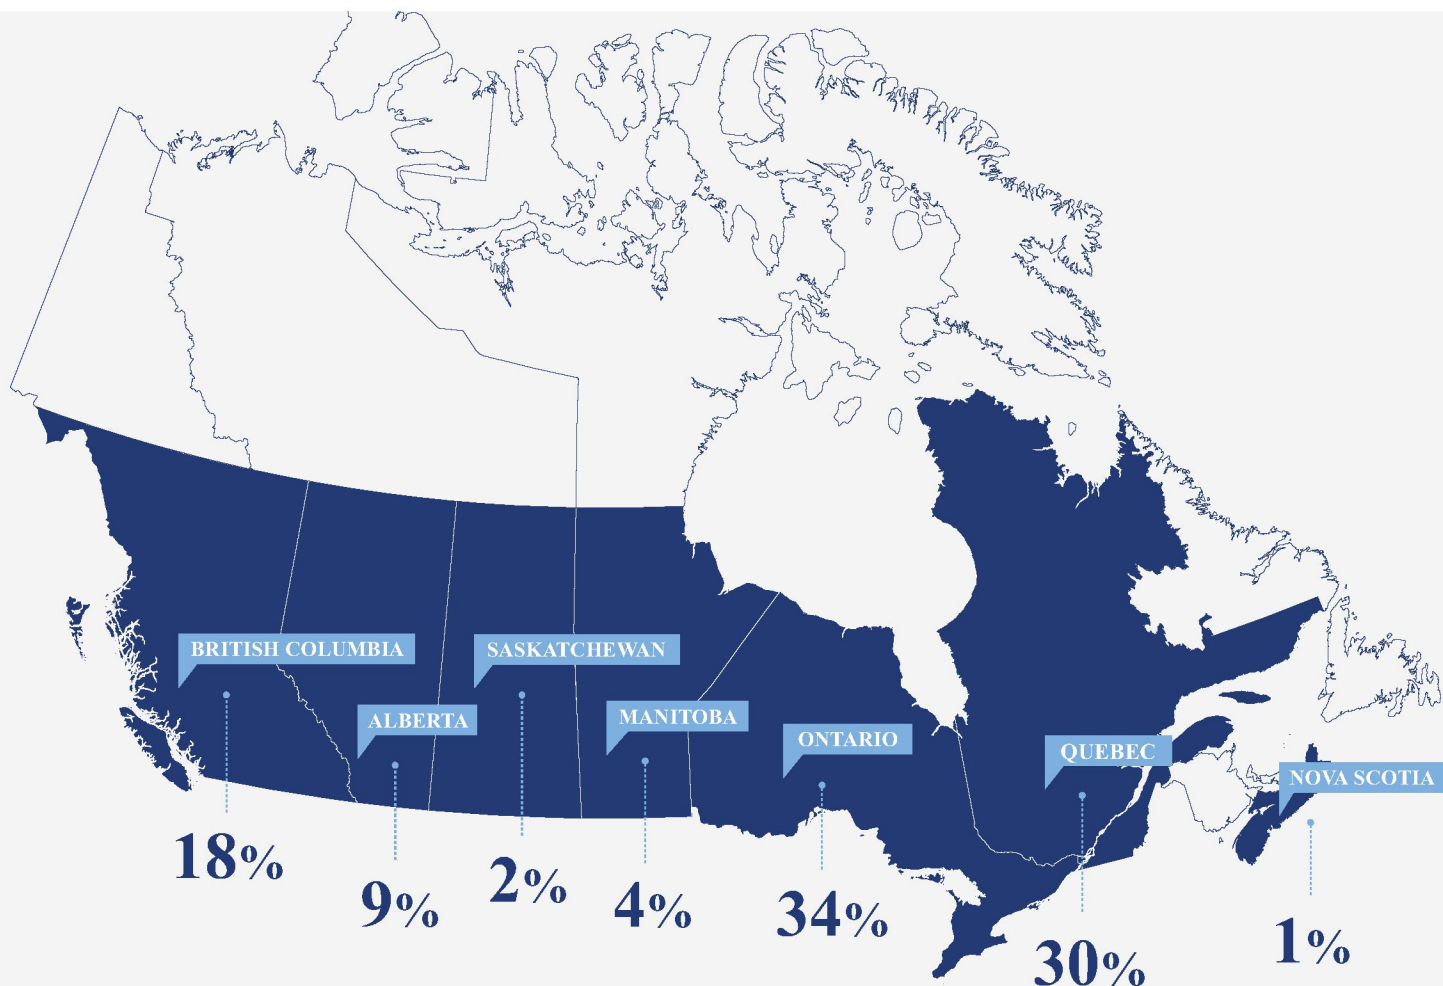 BRITISH COLUMBIA
18%
ALBERTA
9%
SASKATCHEWAN
2%
MANITOBA
4%
ONTARIO
34%
QUEBEC
30%
NOVA SCOTIA
1%